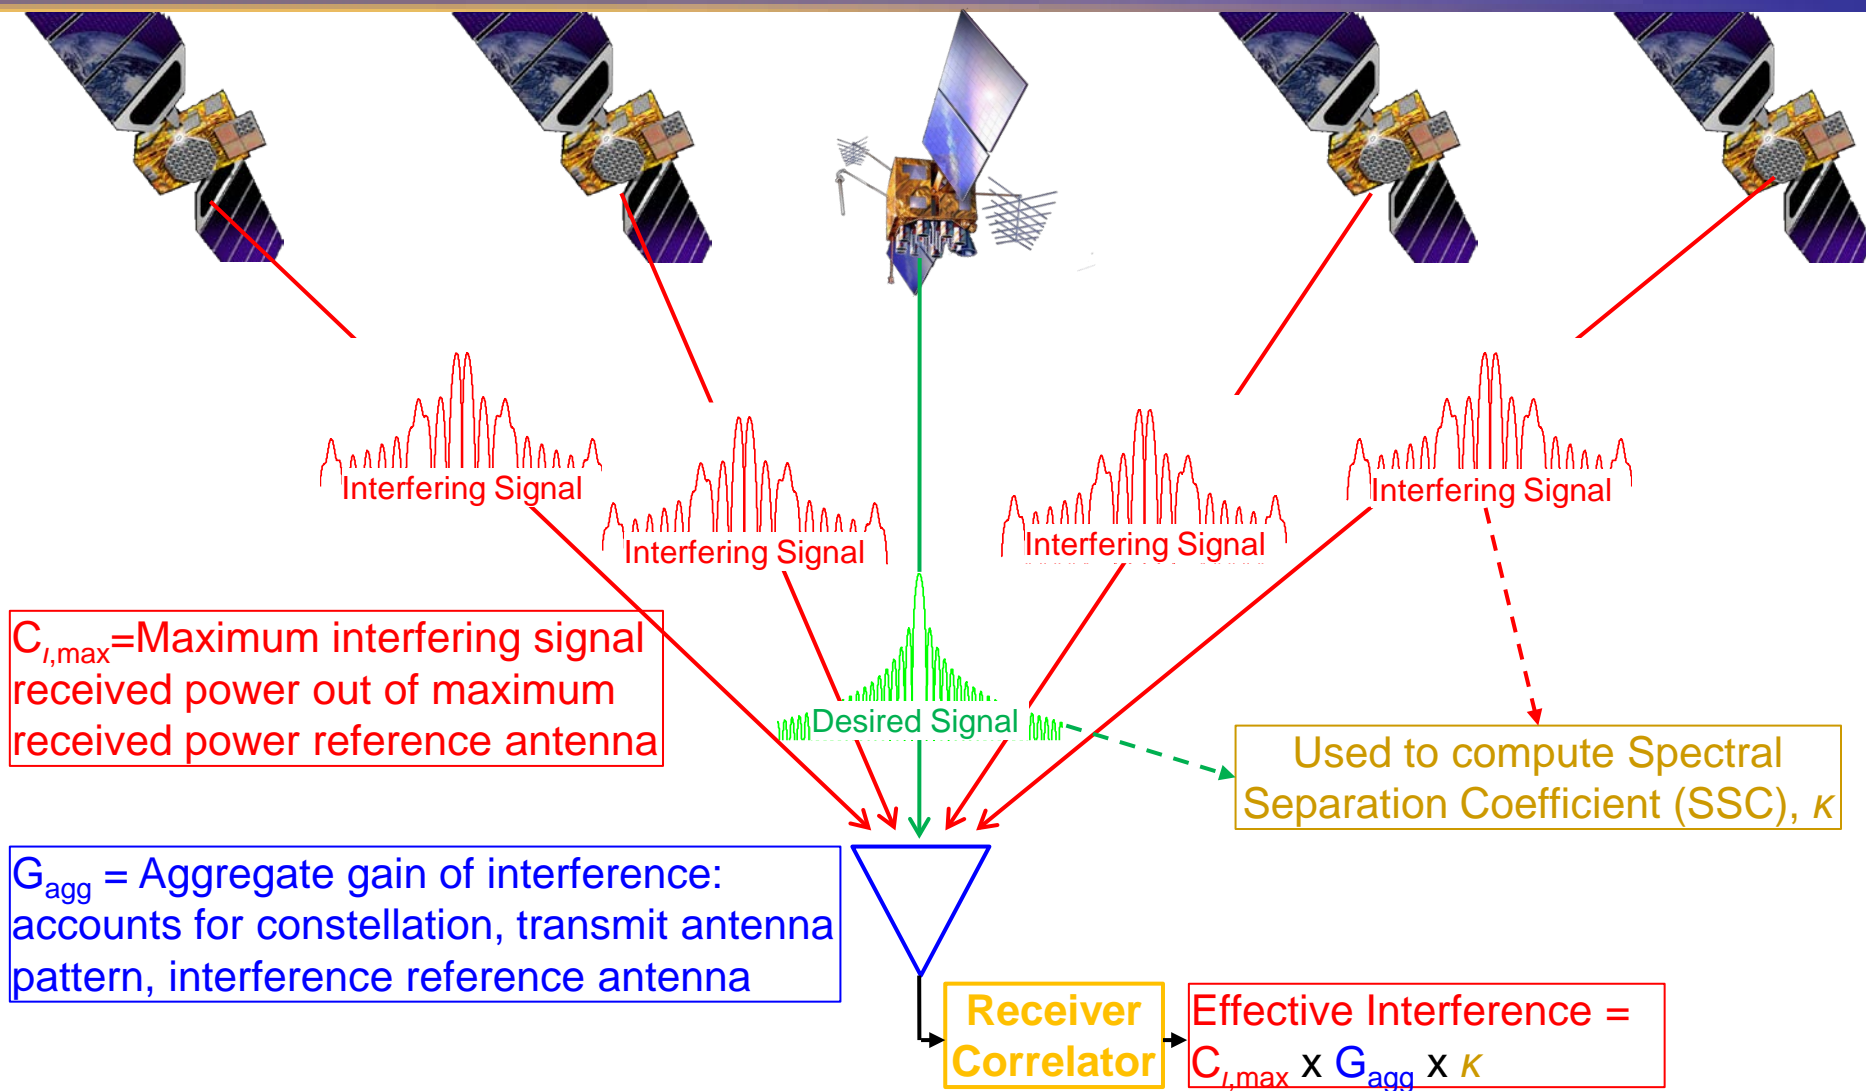 Interfering Signal
Interfering Signal
Interfering Signal
Interfering Signal
C_ι,max=Maximum interfering signal
received power out of maximum
received power reference antenna
Desired Signal
Used to compute Spectral
Separation Coefficient (SSC), κ
G_agg = Aggregate gain of interference:
accounts for constellation, transmit antenna
pattern, interference reference antenna
Receiver
Correlator
Effective Interference =
C_ι,max x G_agg x κ